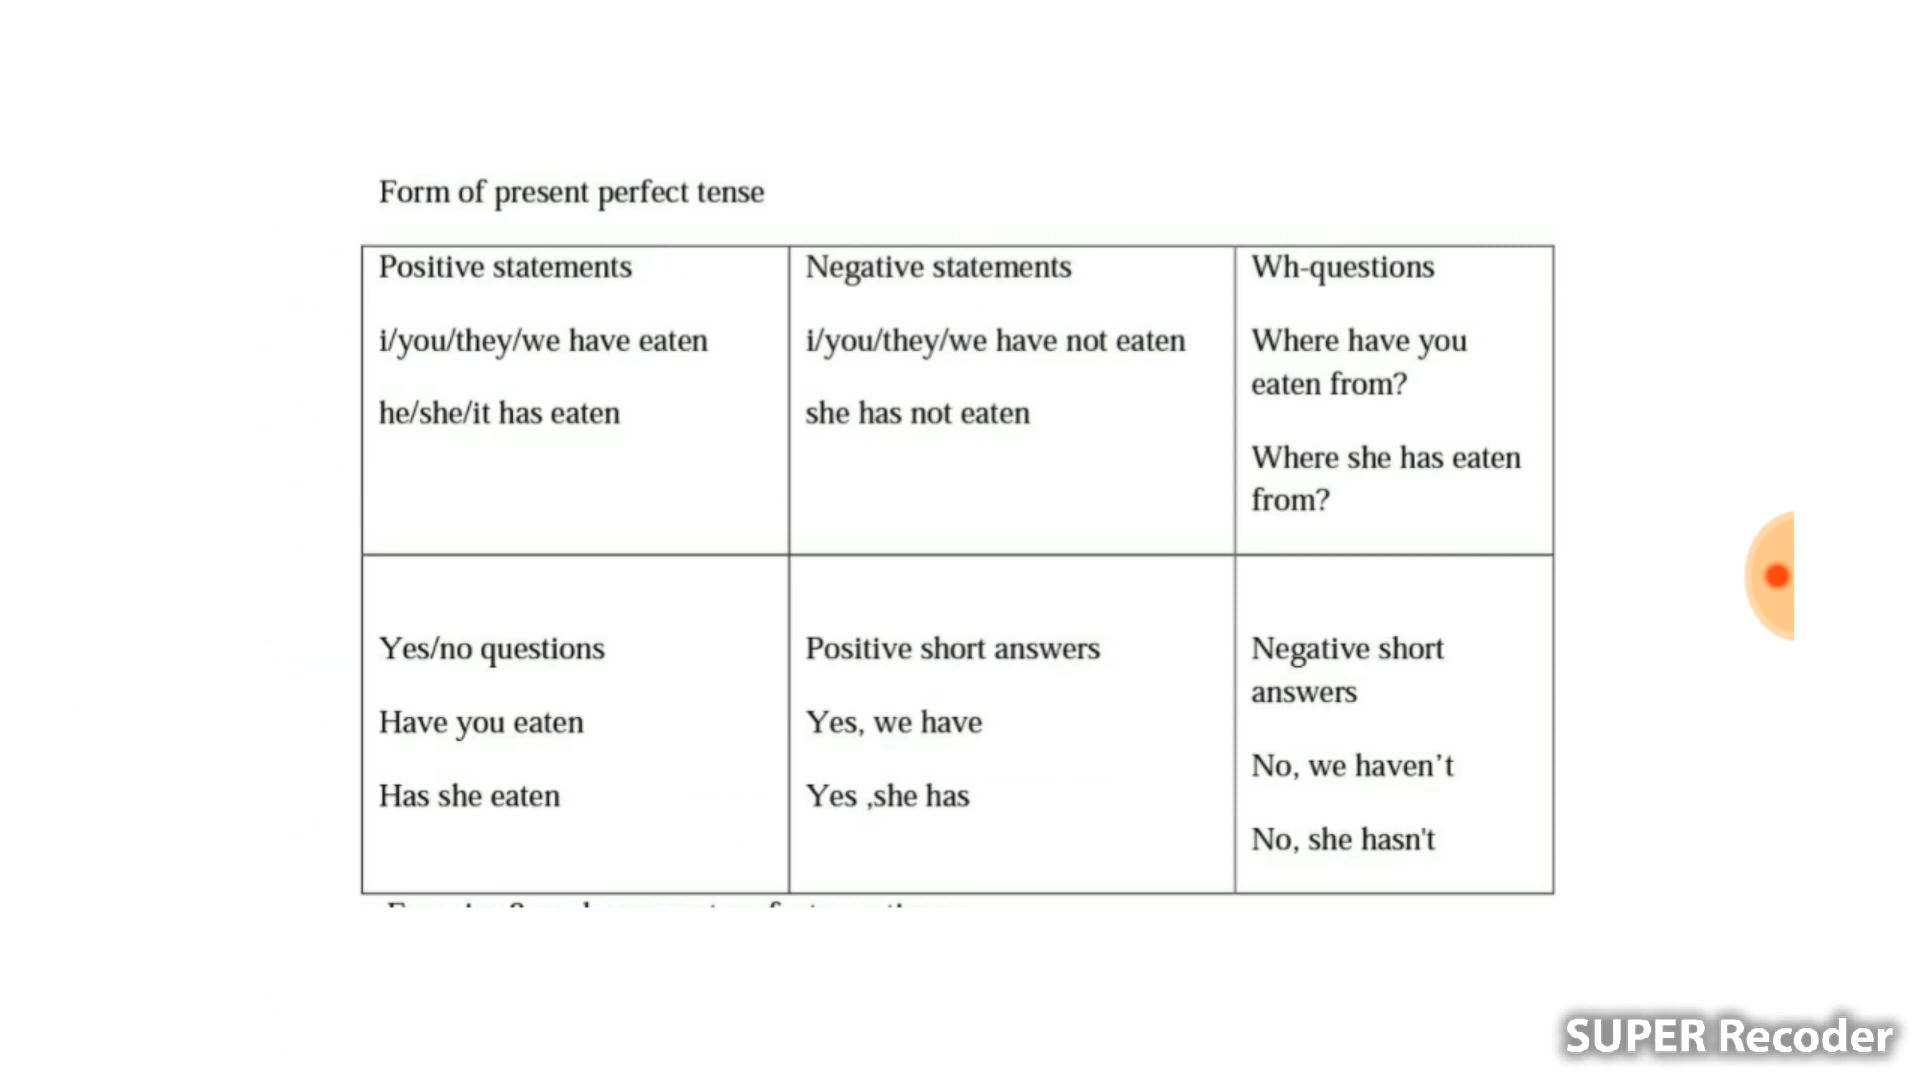 Form of present perfect tense
Positive statements
i/you/they/we have eaten
he/she/it has eaten
Negative statements
i/you/they/we have not eaten
she has not eaten
Wh-questions
Where have you
eaten from?
Where she has eaten
from?
Yes/no questions
Have you eaten
Has she eaten
Positive short answers
Yes, we have
Yes ,she has
Negative short
answers
No, we haven’t
No, she hasn't
SUPER Recoder